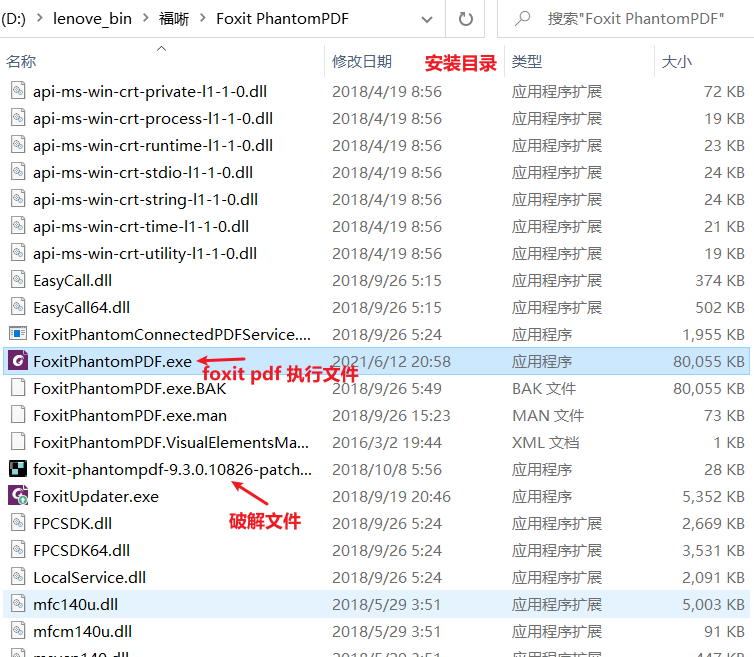 (D:) > lenove_bin > 福晰 > Foxit PhantomPDF 搜索"Foxit PhantomPDF"
名称 修改日期 安装目录 类型 大小
api-ms-win-crt-private-l1-1-0.dll 2018/4/19 8:56 应用程序扩展 72 KB
api-ms-win-crt-process-l1-1-0.dll 2018/4/19 8:56 应用程序扩展 19 KB
api-ms-win-crt-runtime-l1-1-0.dll 2018/4/19 8:56 应用程序扩展 23 KB
api-ms-win-crt-stdio-l1-1-0.dll 2018/4/19 8:56 应用程序扩展 24 KB
api-ms-win-crt-string-l1-1-0.dll 2018/4/19 8:56 应用程序扩展 24 KB
api-ms-win-crt-time-l1-1-0.dll 2018/4/19 8:56 应用程序扩展 21 KB
api-ms-win-crt-utility-l1-1-0.dll 2018/4/19 8:56 应用程序扩展 19 KB
EasyCall.dll 2018/9/26 5:15 应用程序扩展 374 KB
EasyCall64.dll 2018/9/26 5:15 应用程序扩展 502 KB
FoxitPhantomConnectedPDFService.... 2018/9/26 5:24 应用程序 1,955 KB
FoxitPhantomPDF.exe 2021/6/12 20:58 应用程序 80,055 KB
foxit pdf 执行文件
FoxitPhantomPDF.exe.BAK 2018/9/26 5:49 BAK 文件 80,055 KB
FoxitPhantomPDF.exe.man 2018/9/26 15:23 MAN 文件 73 KB
FoxitPhantomPDF.VisualElementsMa... 2016/3/2 19:44 XML 文档 1 KB
foxit-phantompdf-9.3.0.10826-patch... 2018/10/8 5:56 应用程序 28 KB
FoxitUpdater.exe 2018/9/19 20:46 应用程序 5,352 KB
破解文件
FPCSDK.dll 2018/9/26 5:24 应用程序扩展 2,669 KB
FPCSDK64.dll 2018/9/26 5:24 应用程序扩展 3,531 KB
LocalService.dll 2018/9/26 5:24 应用程序扩展 2,091 KB
mfc140u.dll 2018/5/29 3:51 应用程序扩展 5,003 KB
mfcm140u.dll 2018/5/29 3:51 应用程序扩展 91 KB